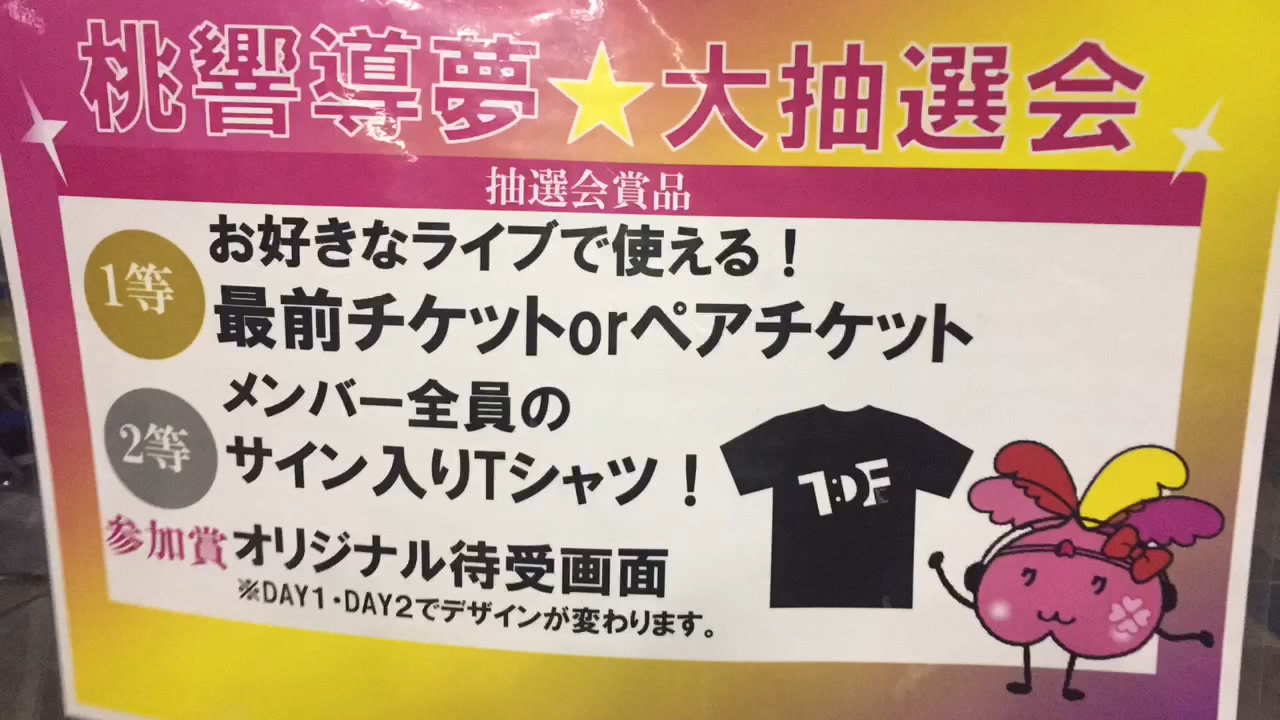 桃響導夢★大抽選会
抽選会賞品
1等
お好きなライブで使える！
最前チケットorペアチケット
2等
メンバー全員の
サイン入りTシャツ！
参加賞 オリジナル待受画面
※DAY1・DAY2でデザインが変わります。